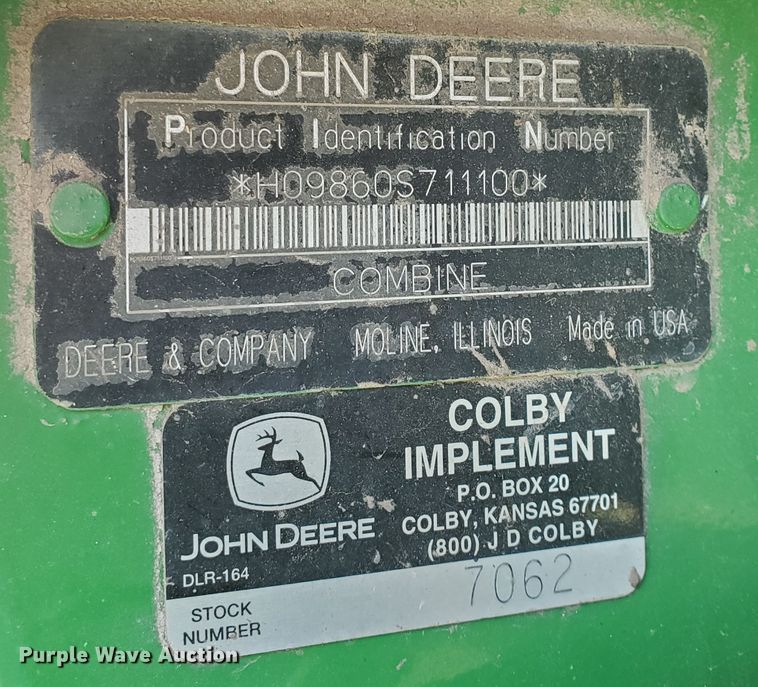 JOHN DEERE
Product Identification Number
*H09860S711100*
H09860S711100
COMBINE
DEERE & COMPANY MOLINE, ILLINOIS Made in USA
JOHN DEERE
DLR-164
COLBY
IMPLEMENT
P.O. BOX 20
COLBY, KANSAS 67701
(800) J D COLBY
STOCK
NUMBER
7062
Purple Wave Auction